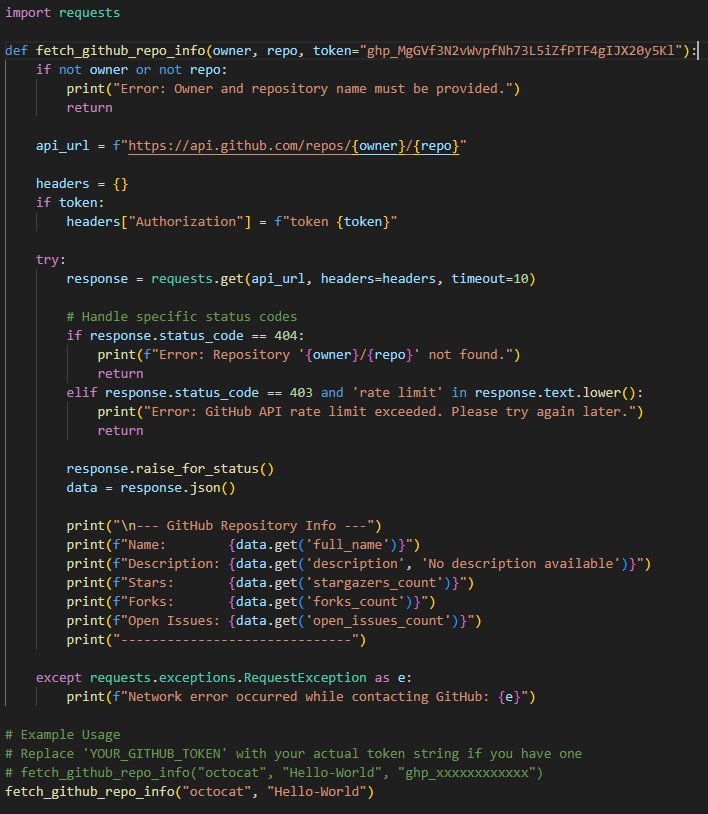 import requests
def fetch_github_repo_info(owner, repo, token="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"):
    if not owner or not repo:
        print("Error: Owner and repository name must be provided.")
        return
    api_url = f"https://api.github.com/repos/{owner}/{repo}"
    headers = {}
    if token:
        headers["Authorization"] = f"token {token}"
    try:
        response = requests.get(api_url, headers=headers, timeout=10)
        # Handle specific status codes
        if response.status_code == 404:
            print(f"Error: Repository '{owner}/{repo}' not found.")
            return
        elif response.status_code == 403 and 'rate limit' in response.text.lower():
            print("Error: GitHub API rate limit exceeded. Please try again later.")
            return
        response.raise_for_status()
        data = response.json()
        print("\n--- GitHub Repository Info ---")
        print(f"Name:        {data.get('full_name')}")
        print(f"Description: {data.get('description', 'No description available')}")
        print(f"Stars:       {data.get('stargazers_count')}")
        print(f"Forks:       {data.get('forks_count')}")
        print(f"Open Issues: {data.get('open_issues_count')}")
        print("------------------------------")
    except requests.exceptions.RequestException as e:
        print(f"Network error occurred while contacting GitHub: {e}")
# Example Usage
# Replace 'YOUR_GITHUB_TOKEN' with your actual token string if you have one
# fetch_github_repo_info("octocat", "Hello-World", "ghp_xxxxxxxxxxxx")
fetch_github_repo_info("octocat", "Hello-World")